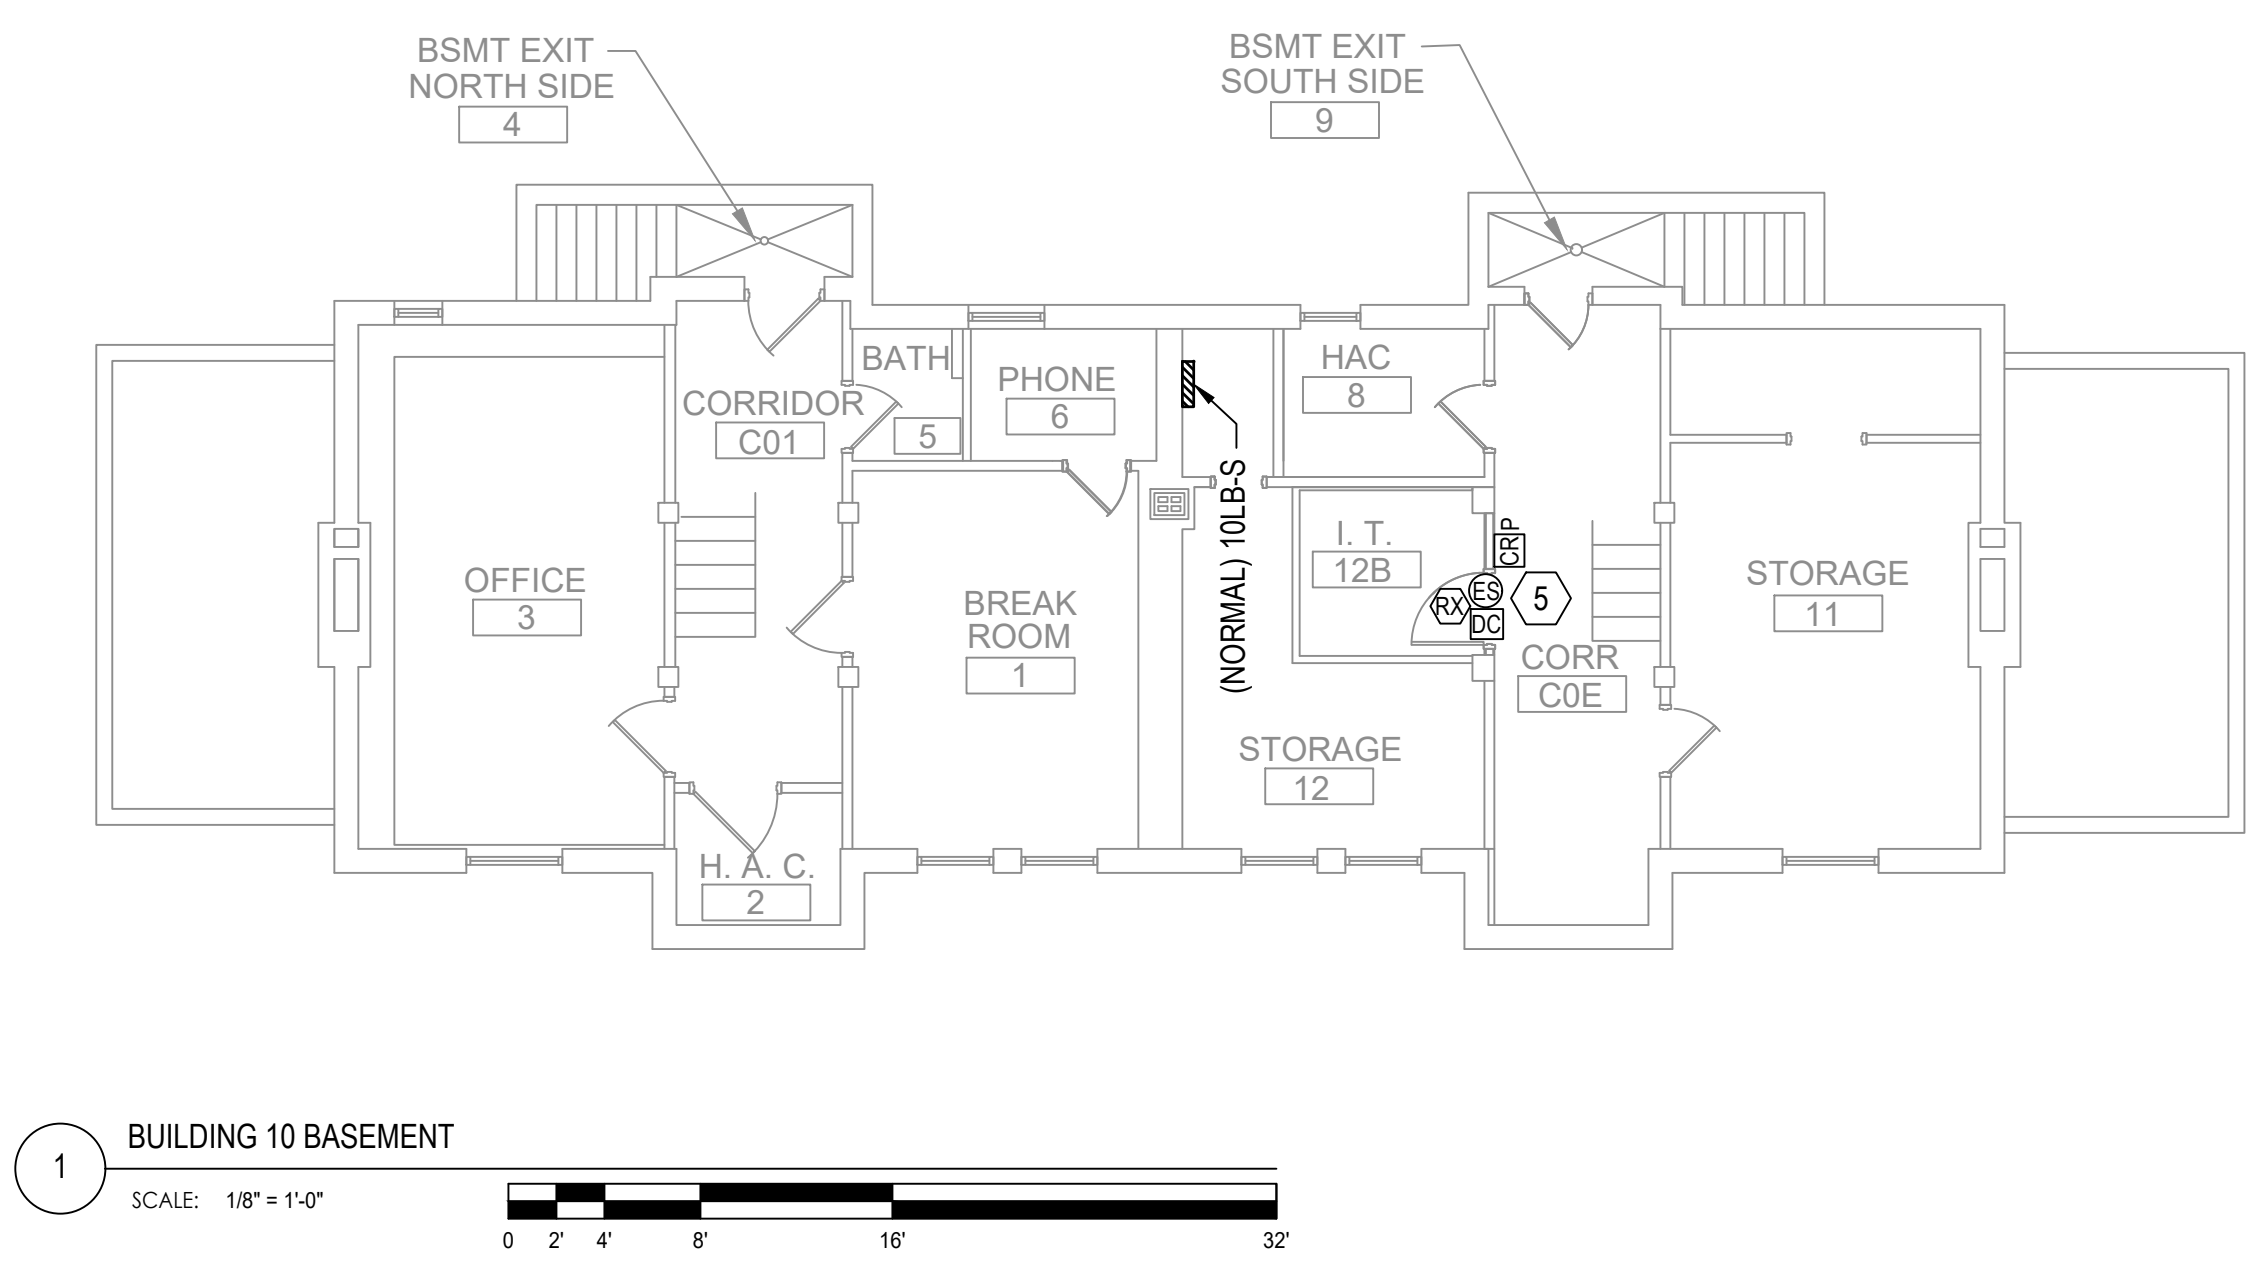 BSMT EXIT
NORTH SIDE
4
BSMT EXIT
SOUTH SIDE
9
BATH
5
PHONE
6
HAC
8
CORRIDOR
C01
(NORMAL) 10LB-S
I. T.
12B
CR
P
ES
RX
DC
5
OFFICE
3
BREAK
ROOM
1
STORAGE
11
CORR
C0E
STORAGE
12
H. A. C.
2
1
BUILDING 10 BASEMENT
SCALE: 1/8" = 1'-0"
0 2' 4' 8' 16' 32'